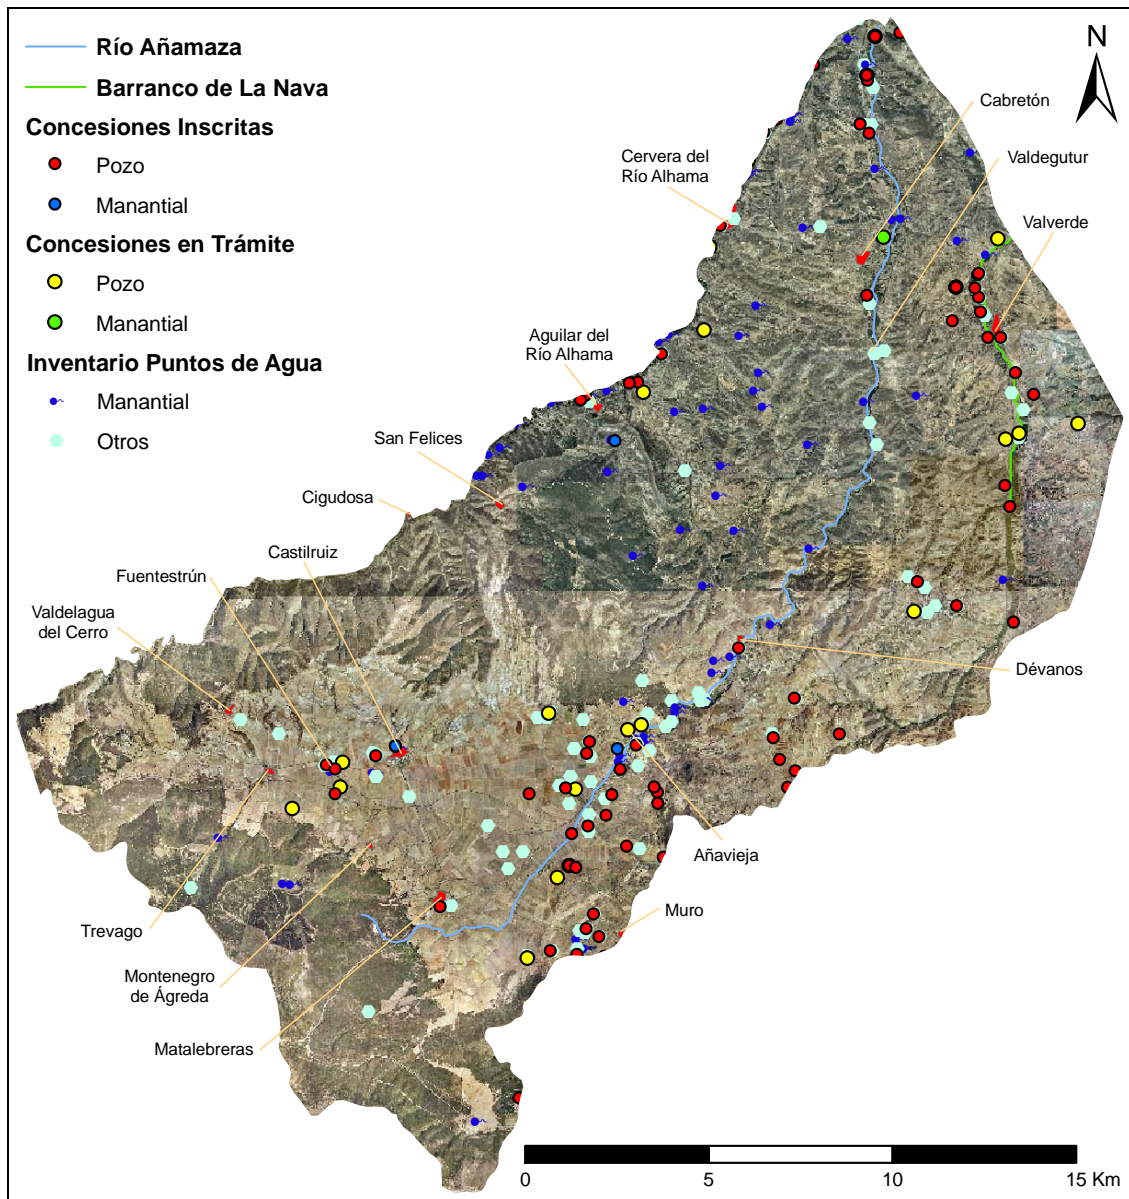 Río Añamaza
Barranco de La Nava
Concesiones Inscritas
Pozo
Manantial
Concesiones en Trámite
Pozo
Manantial
Inventario Puntos de Agua
Manantial
Otros
N
Cabretón
Cervera del
Río Alhama
Valdegutur
Valverde
Aguilar del
Río Alhama
San Felices
Cigudosa
Castilruiz
Fuentestrún
Valdelagua
del Cerro
Dévanos
Añavieja
Muro
Trevago
Montenegro
de Ágreda
Matalebreras
0 5 10 15 Km